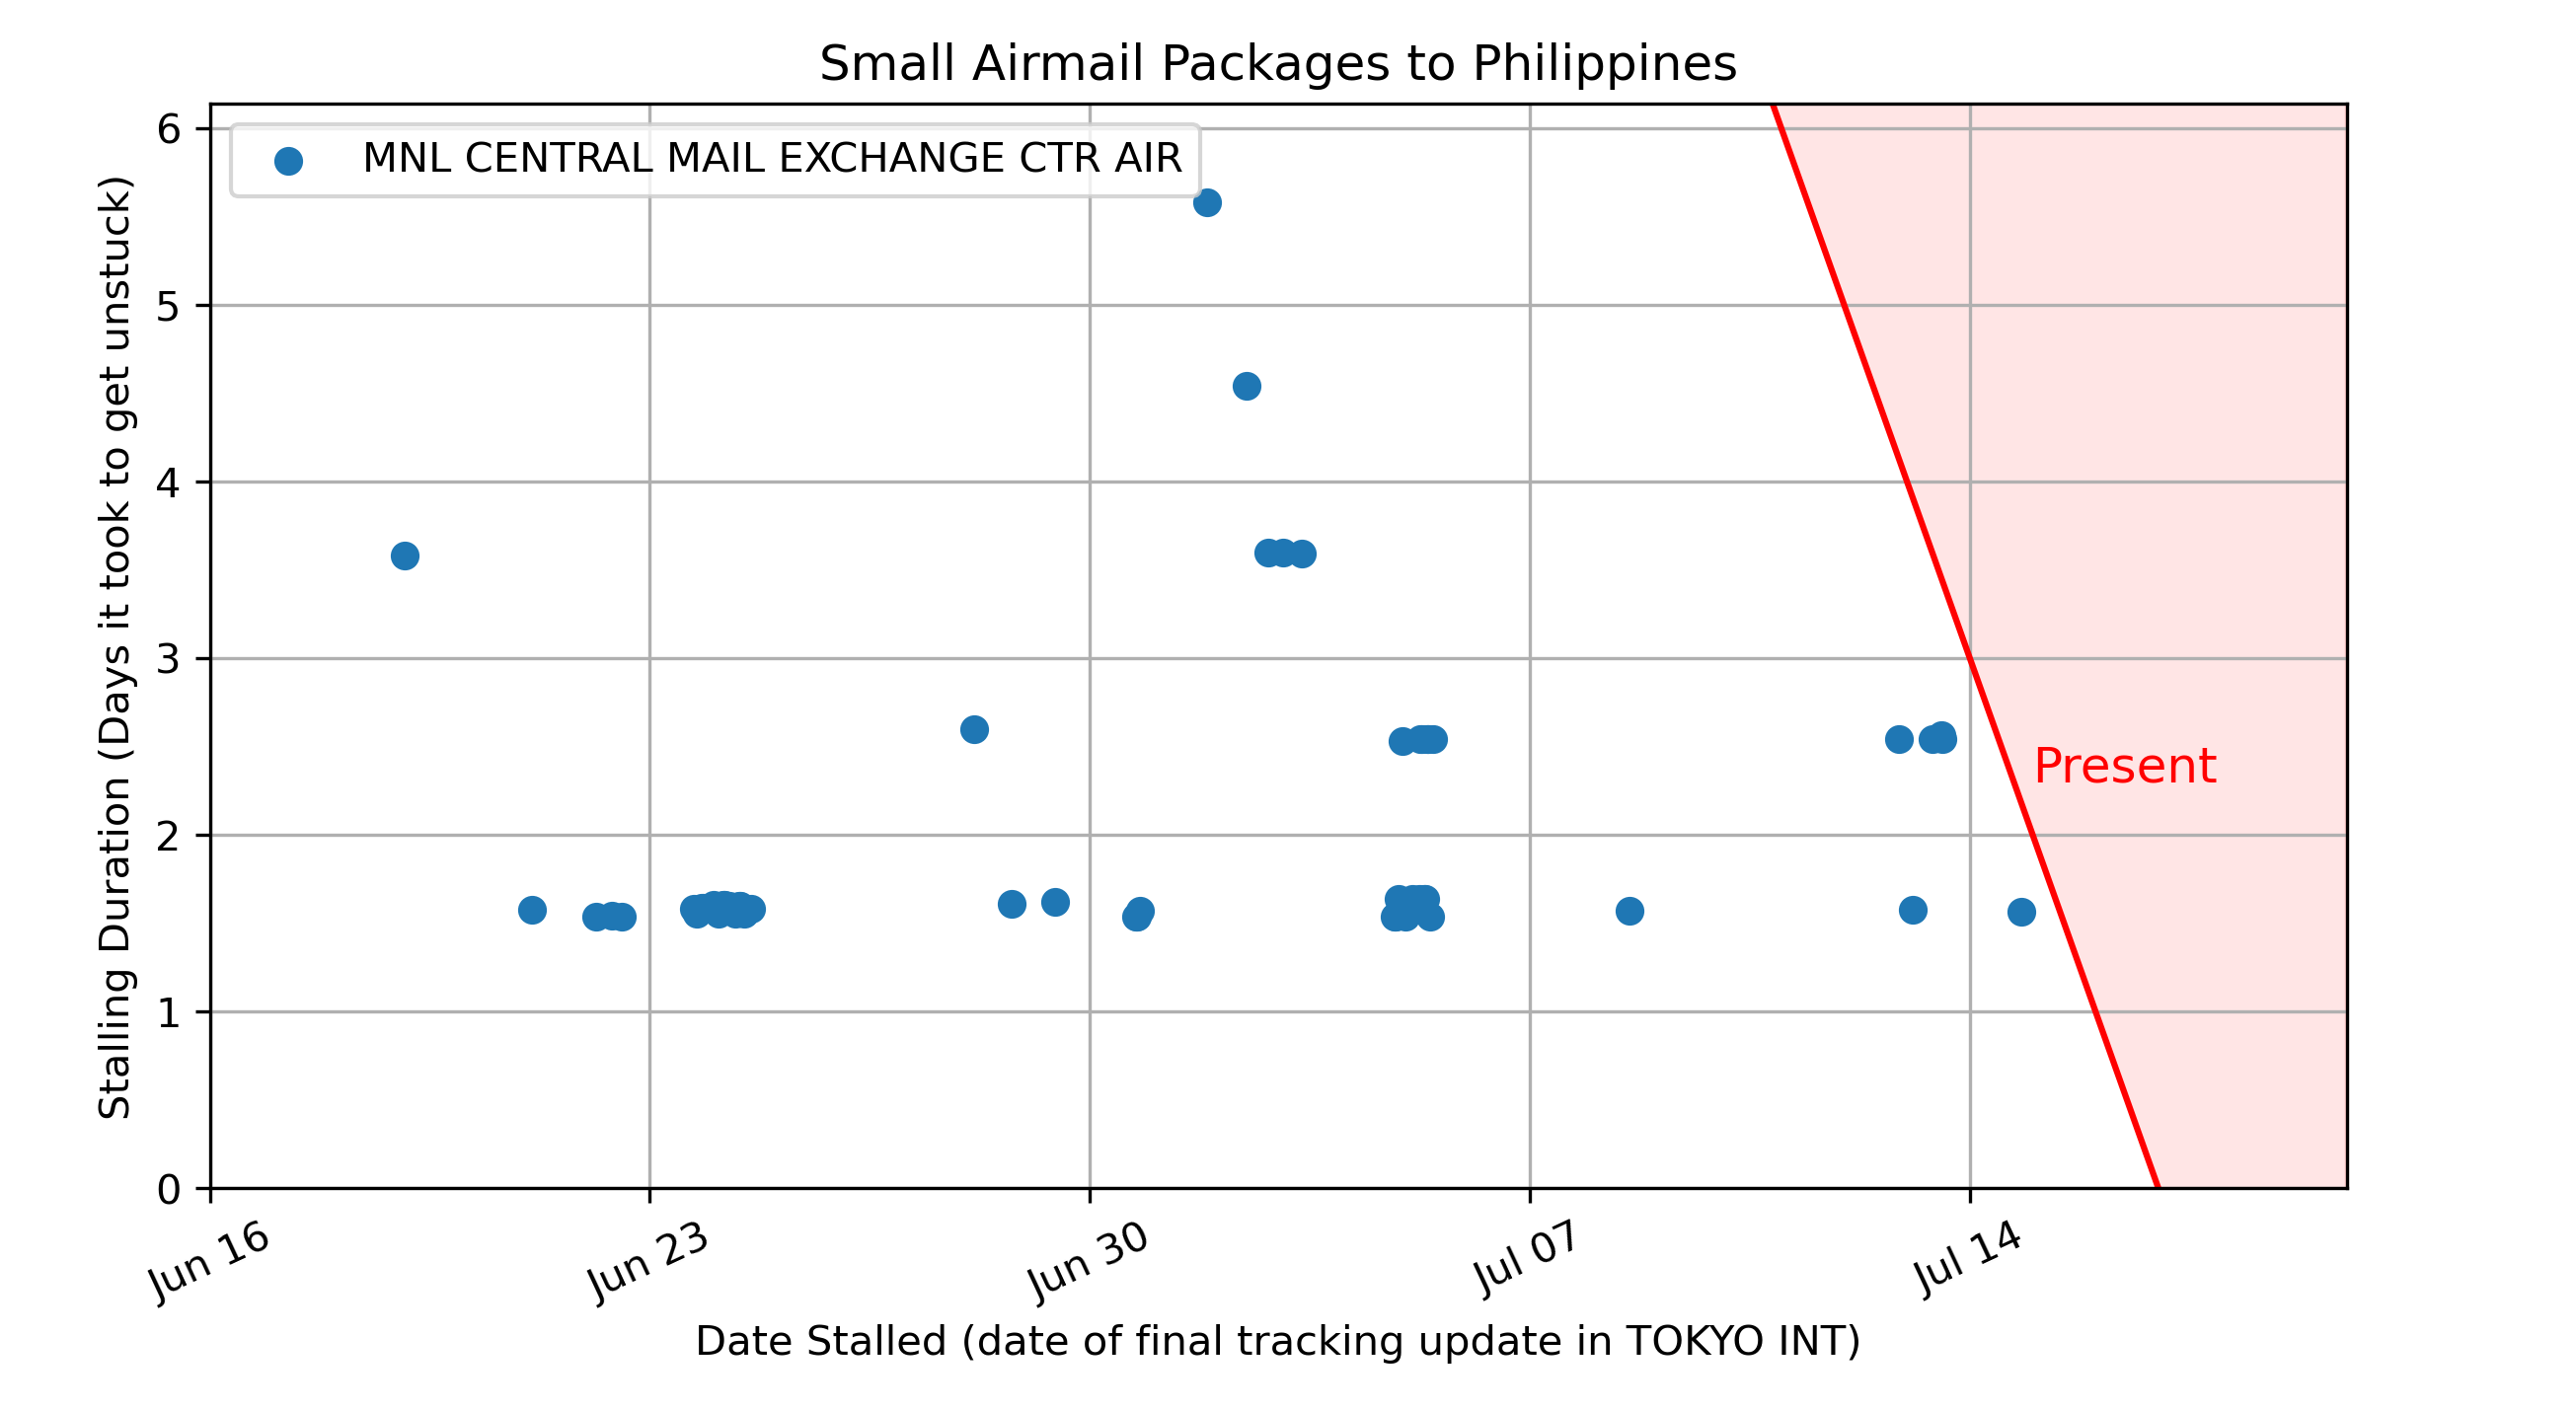 Small Airmail Packages to Philippines
MNL CENTRAL MAIL EXCHANGE CTR AIR
Stalling Duration (Days it took to get unstuck)
6
5
4
3
2
1
0
Present
Jun 16
Jun 23
Jun 30
Jul 07
Jul 14
Date Stalled (date of final tracking update in TOKYO INT)